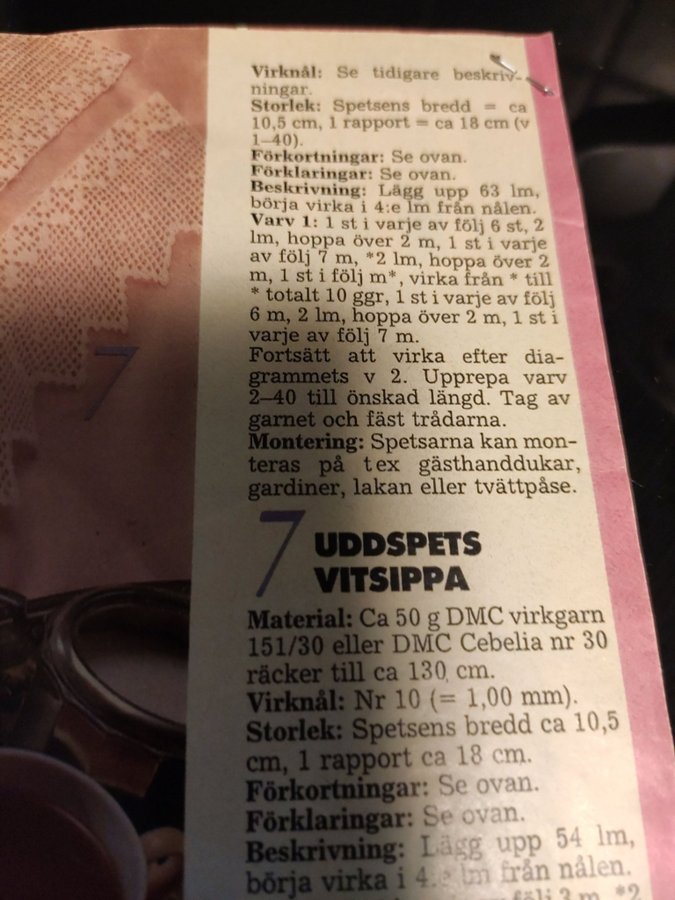 Virknål: Se tidigare beskriv-
ningar.
Storlek: Spetsens bredd = ca
10,5 cm, 1 rapport = ca 18 cm (v
1–40).
Förkortningar: Se ovan.
Förklaringar: Se ovan.
Beskrivning: Lägg upp 63 lm,
börja virka i 4:e lm från nålen.
Varv 1: 1 st i varje av följ 6 st, 2
lm, hoppa över 2 m, 1 st i varje
av följ 7 m, *2 lm, hoppa över 2
m, 1 st i följ m*, virka från * till
* totalt 10 ggr, 1 st i varje av följ
6 m, 2 lm, hoppa över 2 m, 1 st i
varje av följ 7 m.
Fortsätt att virka efter dia-
grammets v 2. Upprepa varv
2–40 till önskad längd. Tag av
garnet och fäst trådarna.
Montering: Spetsarna kan mon-
teras på t ex gästhanddukar,
gardiner, lakan eller tvättpåse.
7
7 UDDSPETS
VITSIPPA
Material: Ca 50 g DMC virkgarn
151/30 eller DMC Cebelia nr 30
räcker till ca 130 cm.
Virknål: Nr 10 (= 1,00 mm).
Storlek: Spetsens bredd ca 10,5
cm, 1 rapport ca 18 cm.
Förkortningar: Se ovan.
Förklaringar: Se ovan.
Beskrivning: Lägg upp 54 lm,
börja virka i 4:e lm från nålen.
följ 3 m, *2